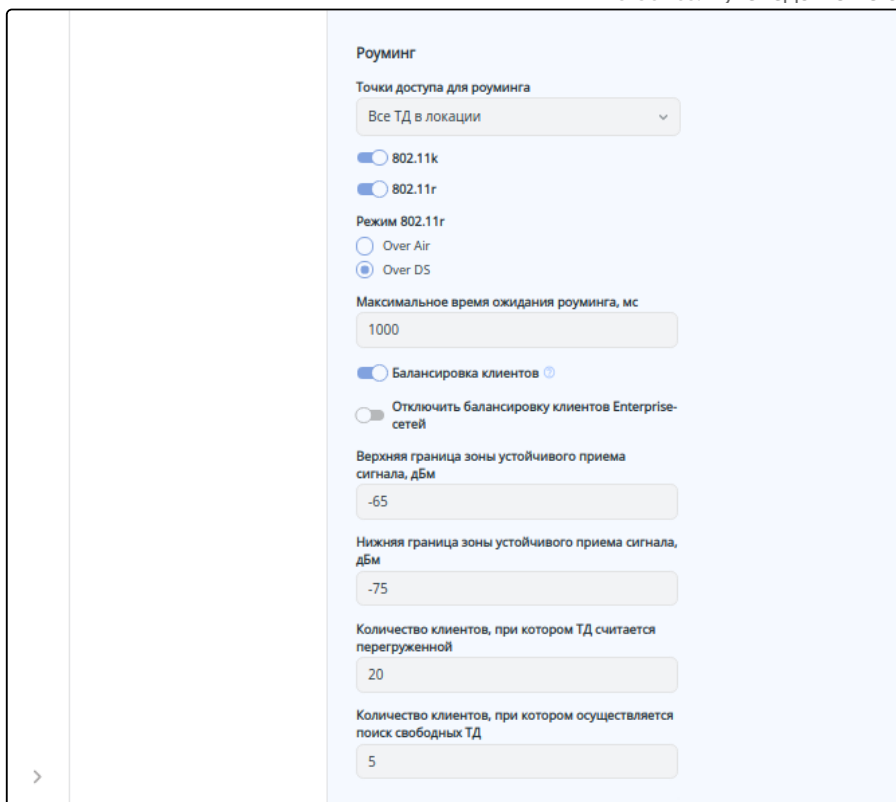 Роуминг
Точки доступа для роуминга
Все ТД в локации
802.11k
802.11r
Режим 802.11r
Over Air
Over DS
Максимальное время ожидания роуминга, мс
1000
Балансировка клиентов
Отключить балансировку клиентов Enterprise-
сетей
Верхняя граница зоны устойчивого приема
сигнала, дБм
-65
Нижняя граница зоны устойчивого приема сигнала,
дБм
-75
Количество клиентов, при котором ТД считается
перегруженной
20
Количество клиентов, при котором осуществляется
поиск свободных ТД
5